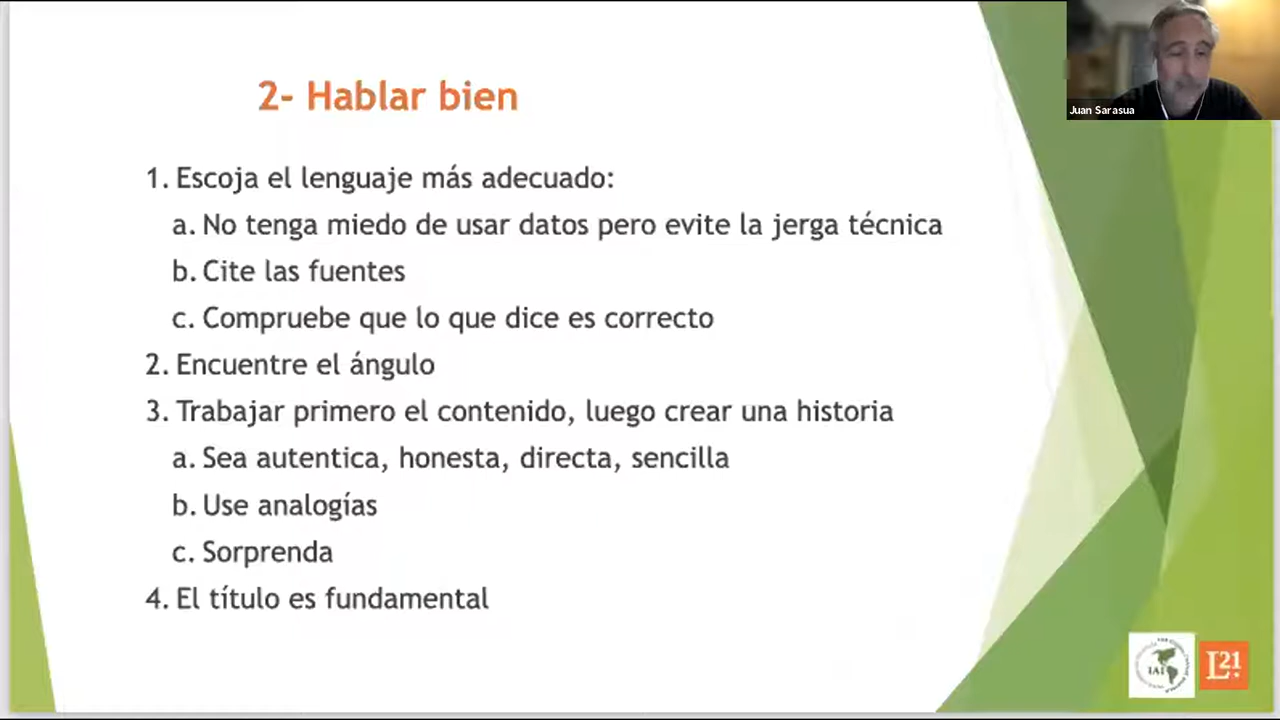 2- Hablar bien
Juan Sarasua
1. Escoja el lenguaje más adecuado:
a. No tenga miedo de usar datos pero evite la jerga técnica
b. Cite las fuentes
c. Compruebe que lo que dice es correcto
2. Encuentre el ángulo
3. Trabajar primero el contenido, luego crear una historia
a. Sea autentica, honesta, directa, sencilla
b. Use analogías
c. Sorprenda
4. El título es fundamental
IAI
L21